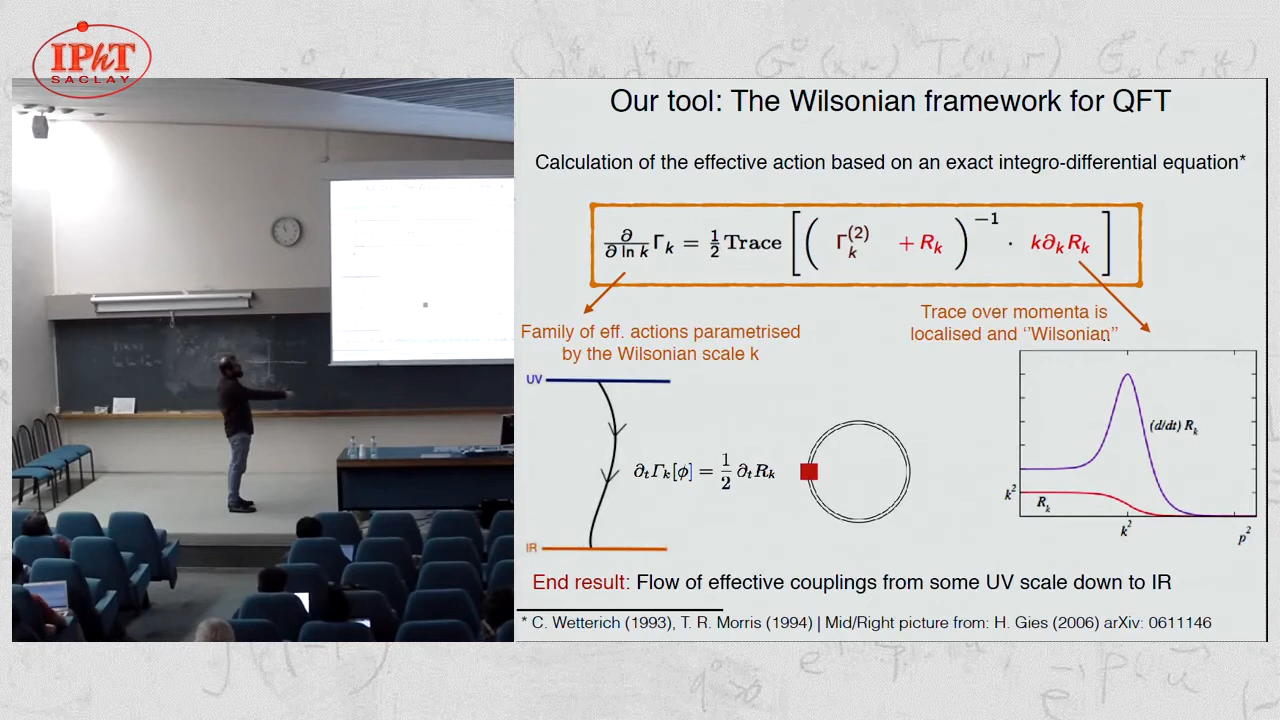 IPhT
SACLAY
Our tool: The Wilsonian framework for QFT
Calculation of the effective action based on an exact integro-differential equation*
∂/∂ ln k Γ_k = 1/2 Trace [ ( Γ_k^(2) + R_k )^−1 · k∂_k R_k ]
Family of eff. actions parametrised
by the Wilsonian scale k
Trace over momenta is
localised and ‘’Wilsonian’’
UV
∂_t Γ_k[ϕ] = 1/2 ∂_t R_k
IR
(d/dt) R_k
k²
R_k
k²
p²
End result: Flow of effective couplings from some UV scale down to IR
* C. Wetterich (1993), T. R. Morris (1994) | Mid/Right picture from: H. Gies (2006) arXiv: 0611146